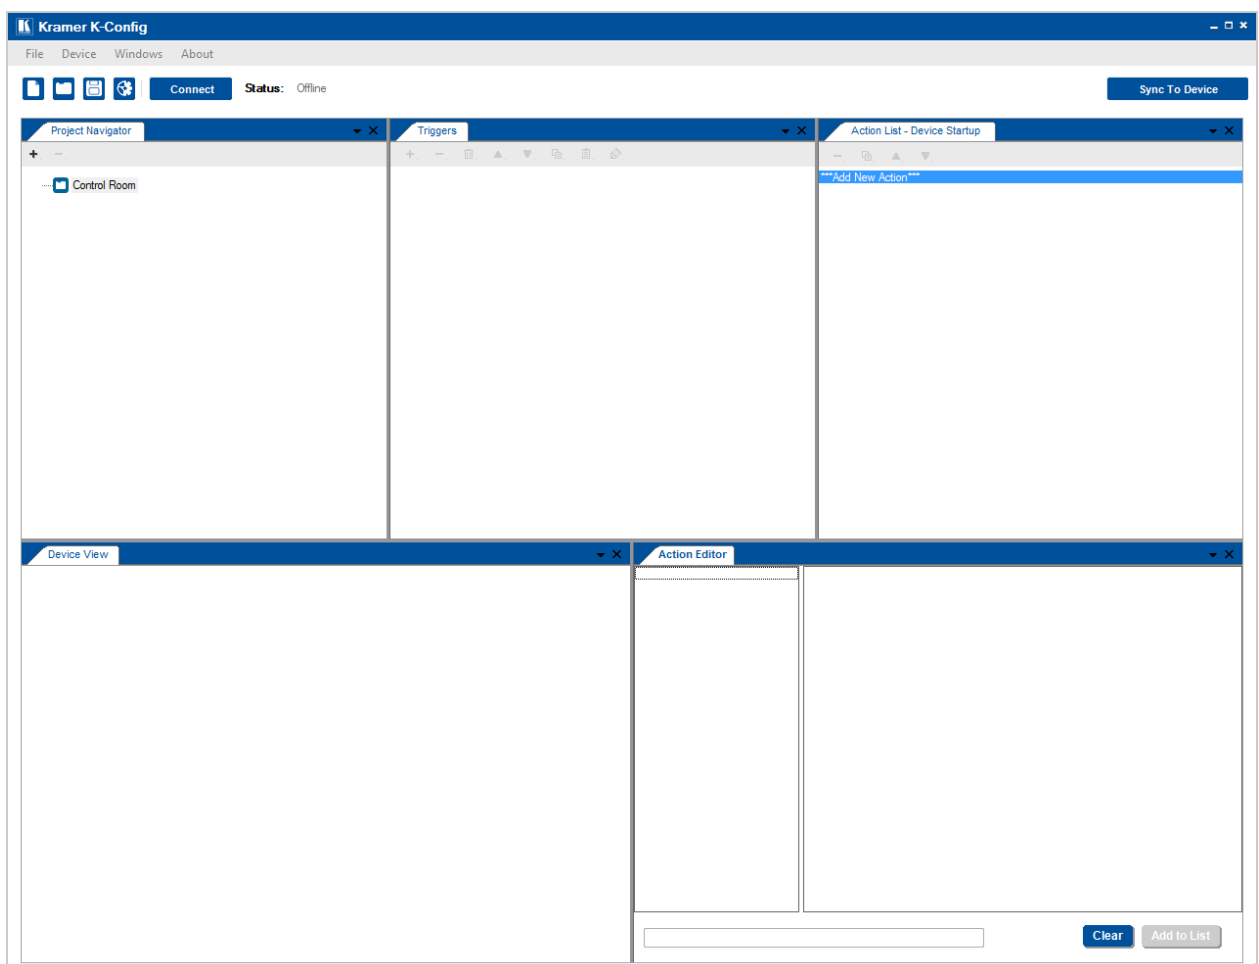 Kramer K-Config
File Device Windows About
Connect Status: Offline Sync To Device
Project Navigator
Triggers
Action List - Device Startup
Control Room
***Add New Action***
Device View
Action Editor
Clear Add to List